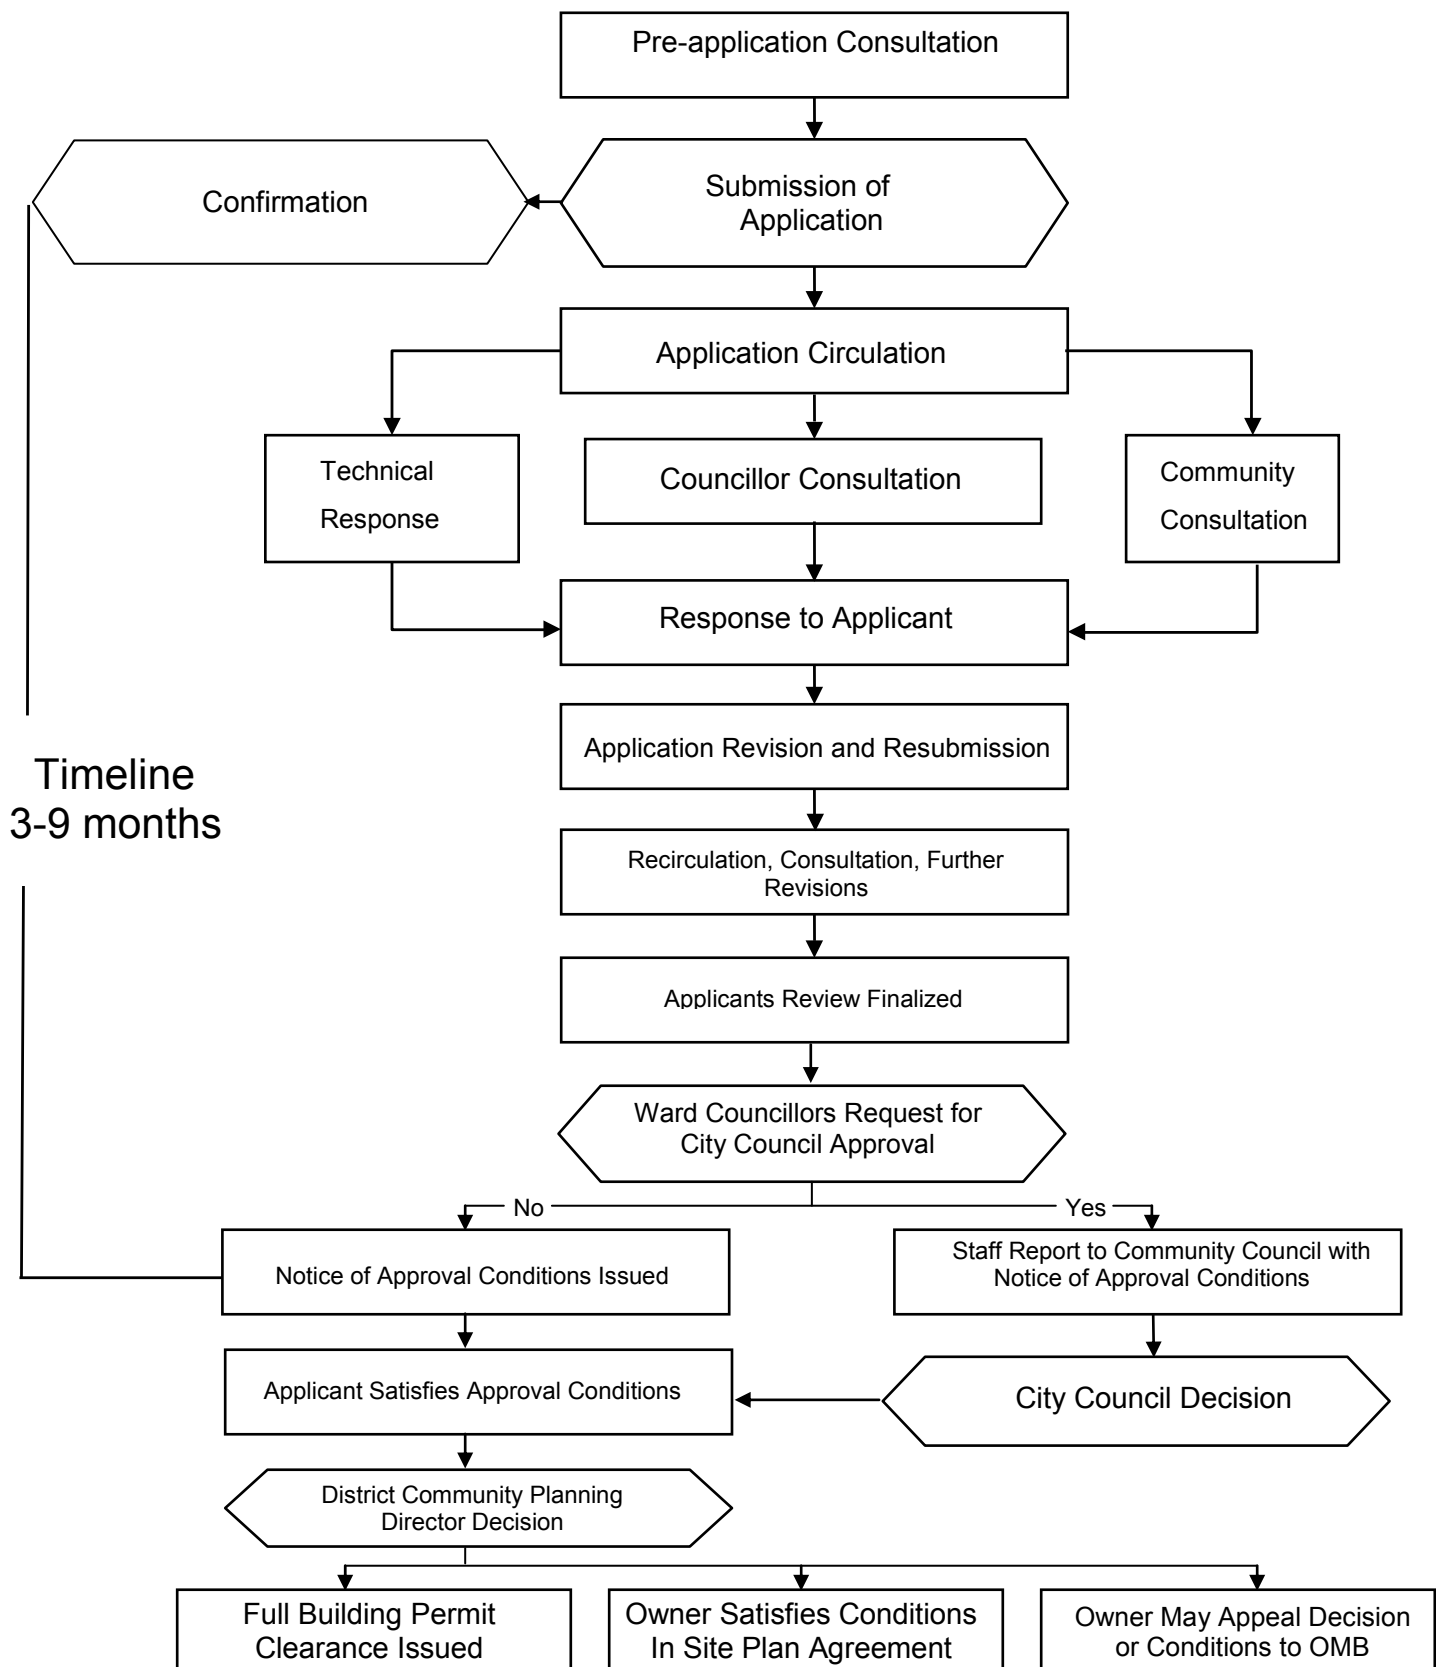 Pre-application Consultation
Confirmation
Submission of
Application
Application Circulation
Technical
Response
Councillor Consultation
Community
Consultation
Response to Applicant
Application Revision and Resubmission
Timeline
3-9 months
Recirculation, Consultation, Further
Revisions
Applicants Review Finalized
Ward Councillors Request for
City Council Approval
No
Yes
Notice of Approval Conditions Issued
Staff Report to Community Council with
Notice of Approval Conditions
Applicant Satisfies Approval Conditions
City Council Decision
District Community Planning
Director Decision
Full Building Permit
Clearance Issued
Owner Satisfies Conditions
In Site Plan Agreement
Owner May Appeal Decision
or Conditions to OMB